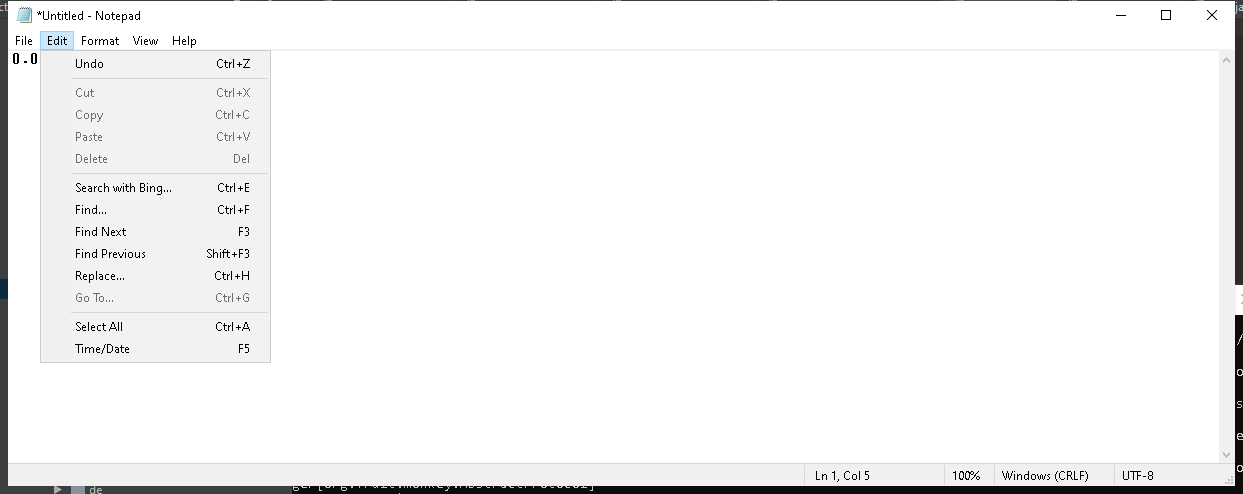 *Untitled - Notepad
File Edit Format View Help
0.0
Undo Ctrl+Z
Cut Ctrl+X
Copy Ctrl+C
Paste Ctrl+V
Delete Del
Search with Bing... Ctrl+E
Find... Ctrl+F
Find Next F3
Find Previous Shift+F3
Replace... Ctrl+H
Go To... Ctrl+G
Select All Ctrl+A
Time/Date F5
Ln 1, Col 5 100% Windows (CRLF) UTF-8
de